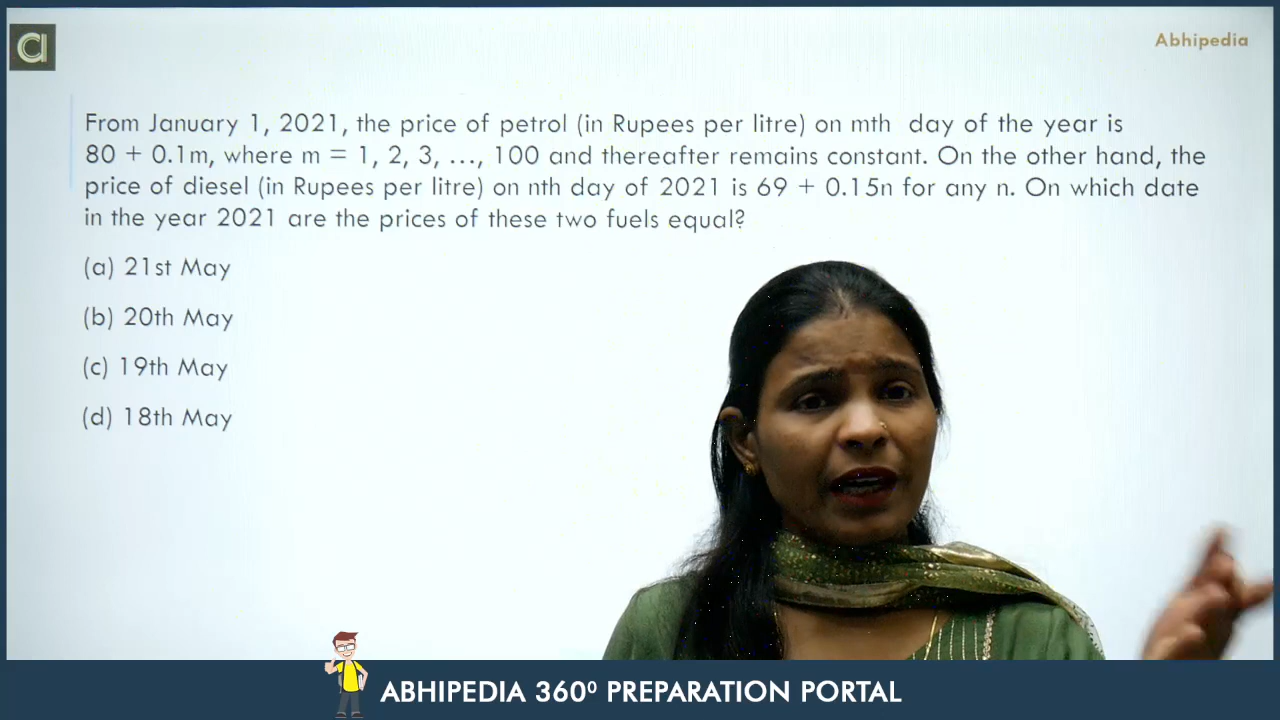 Abhipedia
From January 1, 2021, the price of petrol (in Rupees per litre) on mth day of the year is
80 + 0.1m, where m = 1, 2, 3, ..., 100 and thereafter remains constant. On the other hand, the
price of diesel (in Rupees per litre) on nth day of 2021 is 69 + 0.15n for any n. On which date
in the year 2021 are the prices of these two fuels equal?
(a) 21st May
(b) 20th May
(c) 19th May
(d) 18th May
ABHIPEDIA 360⁰ PREPARATION PORTAL